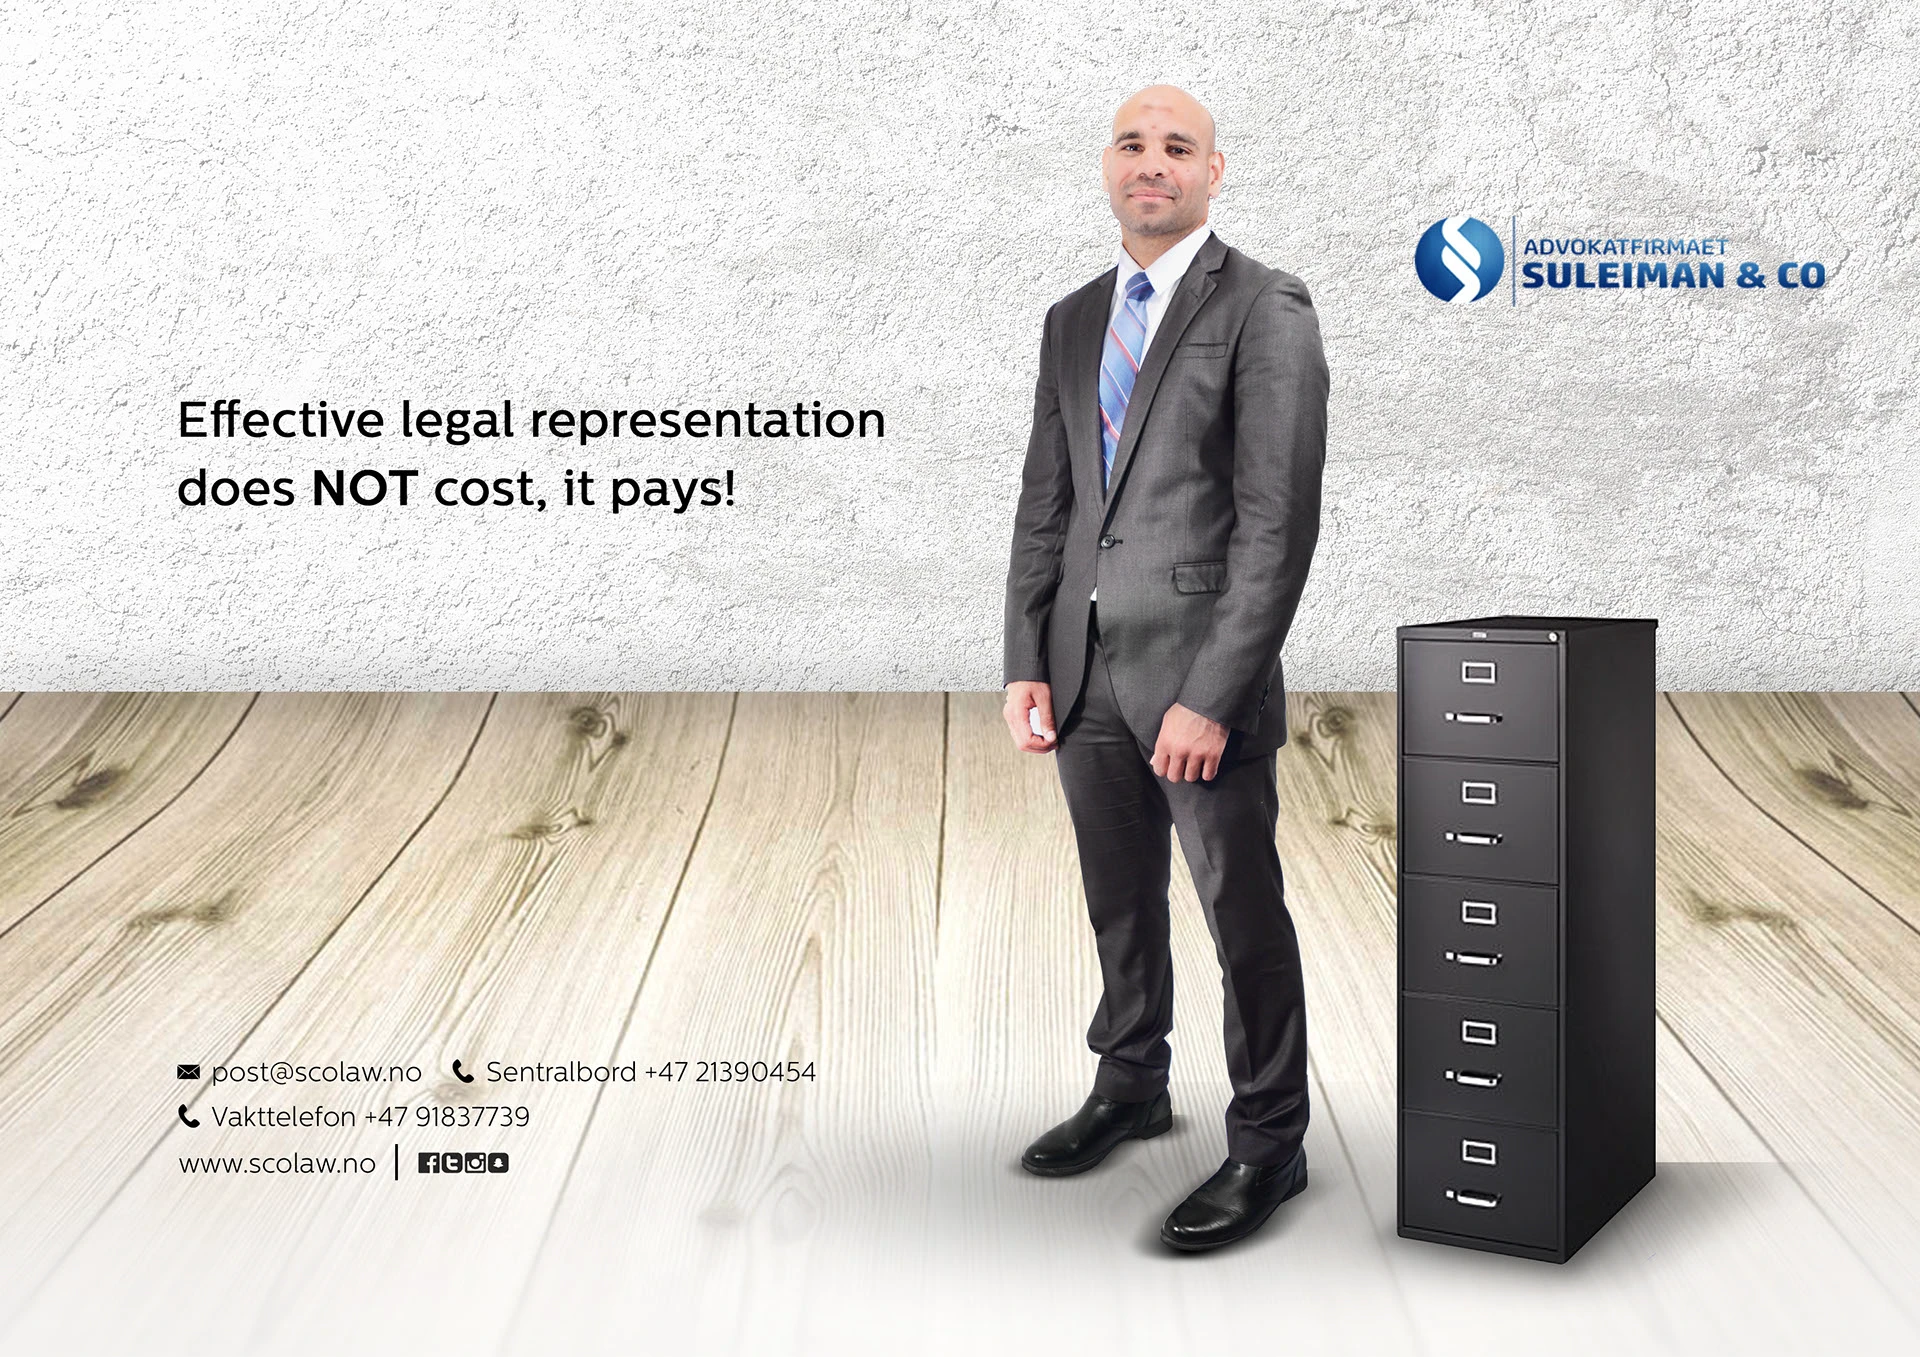 ADVOKATFIRMAET
SULEIMAN & CO
Effective legal representation
does NOT cost, it pays!
post@scolaw.no Sentralbord +47 21390454
Vakttelefon +47 91837739
www.scolaw.no